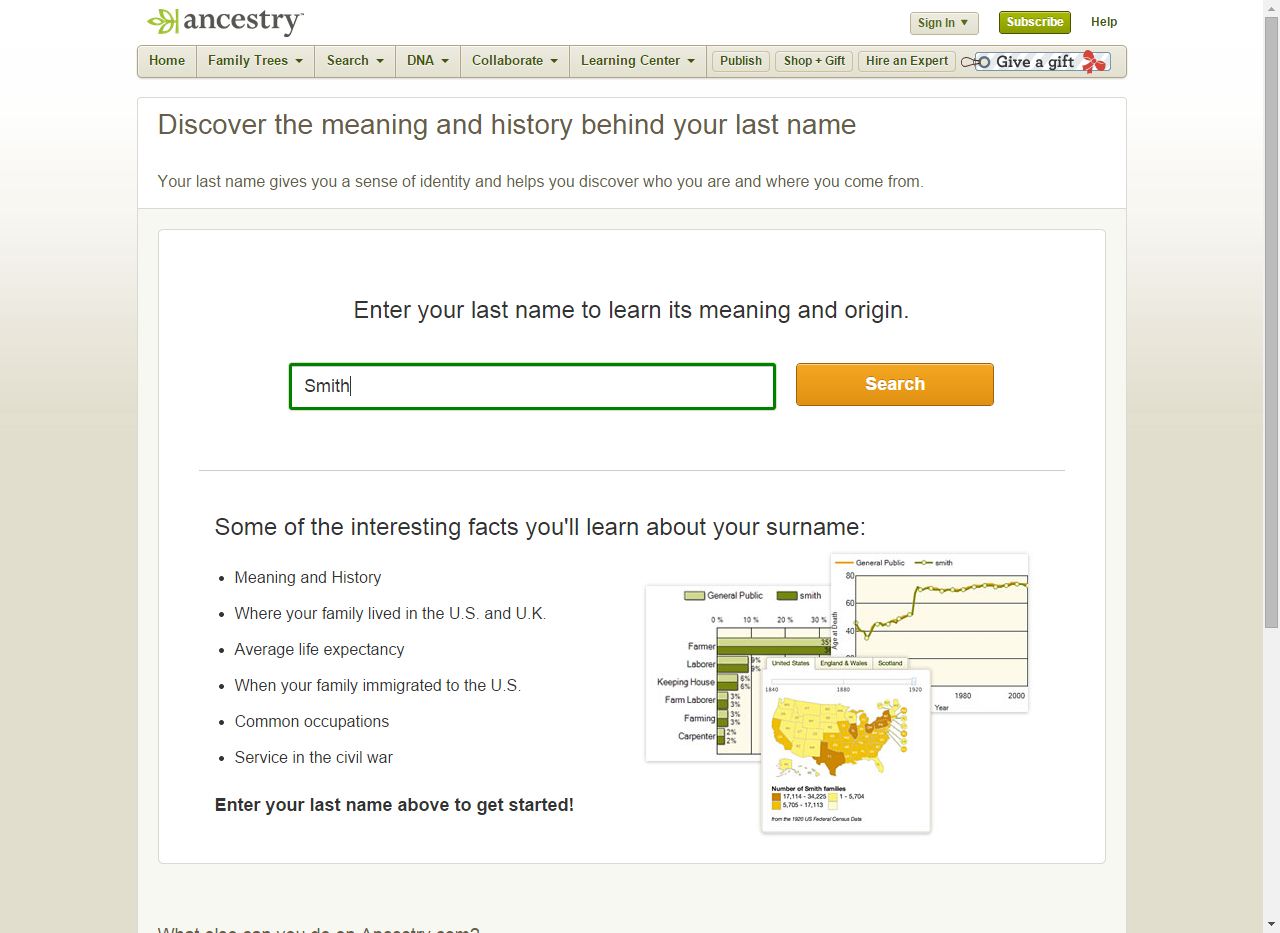 ancestry™
Sign In
Subscribe
Help
Home
Family Trees
Search
DNA
Collaborate
Learning Center
Publish
Shop + Gift
Hire an Expert
Give a gift
Discover the meaning and history behind your last name
Your last name gives you a sense of identity and helps you discover who you are and where you come from.
Enter your last name to learn its meaning and origin.
Smith
Search
Some of the interesting facts you'll learn about your surname:
Meaning and History
Where your family lived in the U.S. and U.K.
Average life expectancy
When your family immigrated to the U.S.
Common occupations
Service in the civil war
Enter your last name above to get started!
General Public smith
0 % 10 % 20 % 30 %
Farmer
Laborer 9% 9%
Keeping House 6% 6%
Farm Laborer 3% 3%
Farming 3% 3%
Carpenter 2% 2%
General Public smith
80
60
40
Age at Death
1980 2000
Year
United States England & Wales Scotland
1840 1880 1920
Number of Smith families
17,114 - 34,225 1 - 5,704
5,705 - 17,113
from the 1920 US Federal Census Data
What else can you do on Ancestry.com?